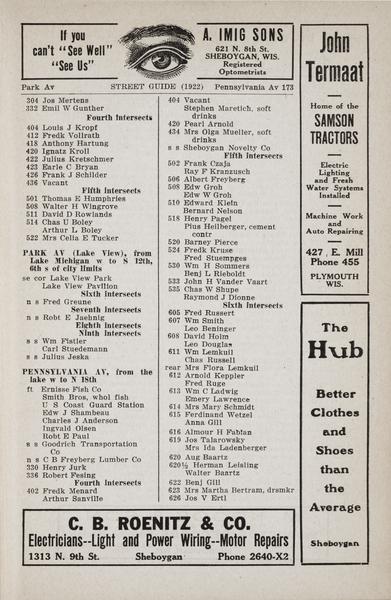 If you
can't "See Well"
"See Us"
A. IMIG SONS
621 N. 8th St.
SHEBOYGAN, WIS.
Registered
Optometrists
Park Av STREET GUIDE (1922) Pennsylvania Av 173
304 Jos Mertens
332 Emil W Gunther
Fourth intersects
404 Louis J Kropf
412 Fredk Vollrath
418 Anthony Hartung
420 Ignatz Kroll
422 Julius Kretschmer
423 Earle C Bryan
426 Frank J Schilder
436 Vacant
Fifth intersects
501 Thomas E Humphries
508 Walter H Wingrove
511 David D Rowlands
514 Chas U Boley
Arthur L Boley
522 Mrs Celia E Tucker
PARK AV (Lake View), from
Lake Michigan w to N 12th,
6th s of city limits
se cor Lake View Park
Lake View Pavilion
Sixth intersects
n s Fred Greune
Seventh intersects
n s Robt E Jaehnig
Eighth intersects
Ninth intersects
s s Wm Fistler
Carl Stuedemann
s s Julius Jeska
PENNSYLVANIA AV, from the
lake w to N 18th
ft Ernisse Fish Co
Smith Bros, whol fish
U S Coast Guard Station
Edw J Shambeau
Charles J Anderson
Ingvald Olsen
Robt E Paul
s s Goodrich Transportation
Co
n s C B Freyberg Lumber Co
330 Henry Jurk
336 Robert Fesing
Fourth intersects
402 Fredk Menard
Arthur Sanville
404 Vacant
Stephen Maretich, soft
drinks
420 Pearl Arnold
434 Mrs Olga Mueller, soft
drinks
s s Sheboygan Novelty Co
Fifth intersects
502 Frank Czaja
Ray F Kranzusch
506 Albert Freyberg
508 Edw Groh
Edw W Groh
510 Edward Klein
Bernard Nelson
518 Henry Pagel
Pius Heilberger, cement
contr
520 Barney Pierce
524 Fredk Kruse
Fred Stuempges
530 Wm H Sommers
Benj L Rieboldt
533 John H Vander Vaart
535 Chas W Shupe
Raymond J Dionne
Sixth intersects
605 Fred Russert
607 Wm Smith
Leo Beninger
608 David Holm
Leo Douglas
611 Wm Lemkuil
Chas Russell
rear Mrs Flora Lemkuil
612 Arnold Keppler
Fred Ruge
613 Wm C Ladwig
Emery Lawrence
614 Mrs Mary Schmidt
615 Ferdinand Wetzel
Anna Gill
616 Almour H Fabian
619 Jos Talarowsky
Mrs Ida Ladenberger
620 Aug Baartz
620½ Herman Leisling
Walter Baartz
622 Benj Gill
623 Mrs Martha Bertram, drsmkr
626 Jos V Ertl
John
Termaat
Home of the
SAMSON
TRACTORS
Electric
Lighting
and Fresh
Water Systems
Installed
Machine Work
and
Auto Repairing
427 E. Mill
Phone 455
PLYMOUTH
WIS.
The
Hub
Better
Clothes
and
Shoes
than
the
Average
Sheboygan
C. B. ROENITZ & CO.
Electricians--Light and Power Wiring--Motor Repairs
1313 N. 9th St. Sheboygan Phone 2640-X2